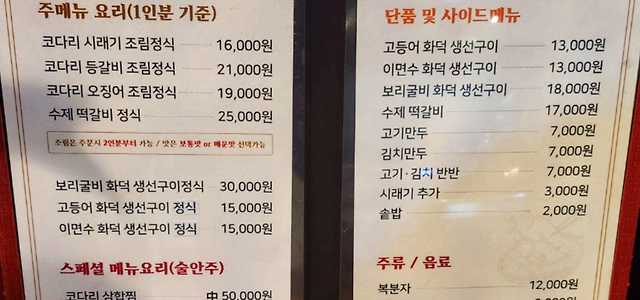 주메뉴 요리(1인분 기준)
코다리 시래기 조림정식 16,000원
코다리 등갈비 조림정식 21,000원
코다리 오징어 조림정식 19,000원
수제 떡갈비 정식 25,000원
조림은 주문시 2인분부터 가능 / 맛은 보통맛 or 매운맛 선택가능
보리굴비 화덕 생선구이정식 30,000원
고등어 화덕 생선구이 정식 15,000원
이면수 화덕 생선구이 정식 15,000원
스페셜 메뉴요리(술안주)
코다리 삼합찜 中 50,000원
단품 및 사이드메뉴
고등어 화덕 생선구이 13,000원
이면수 화덕 생선구이 13,000원
보리굴비 화덕 생선구이 18,000원
수제 떡갈비 17,000원
고기만두 7,000원
김치만두 7,000원
고기·김치 반반 7,000원
시래기 추가 3,000원
솥밥 2,000원
주류 / 음료
복분자 12,000원